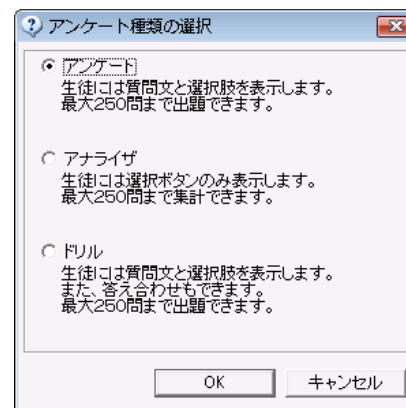 アンケート種類の選択
アンケート
生徒には質問文と選択肢を表示します。
最大250問まで出題できます。
アナライザ
生徒には選択ボタンのみ表示します。
最大250問まで集計できます。
ドリル
生徒には質問文と選択肢を表示します。
また、答え合わせもできます。
最大250問まで出題できます。
OK
キャンセル